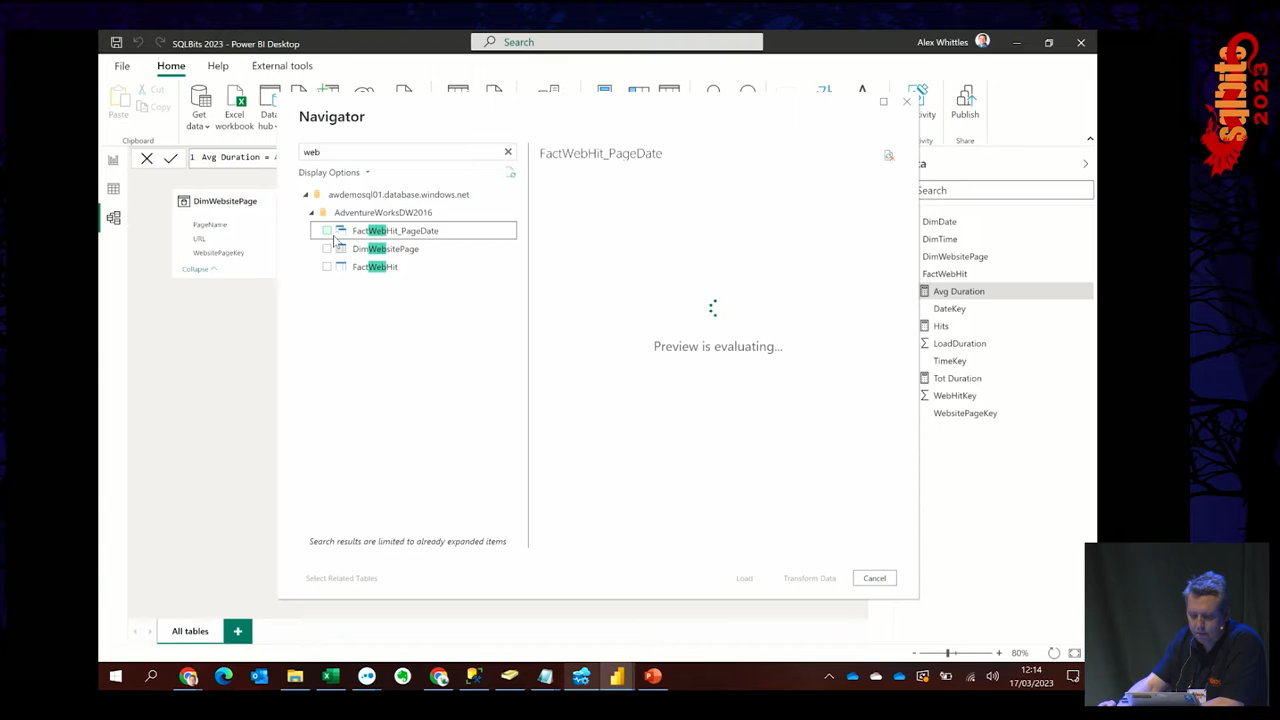 SQLBits 2023 - Power BI Desktop
Search
Alex Whittles
File
Home
Help
External tools
Paste
Cut
Copy
Get
data
Excel
workbook
Data
hub
Publish
Clipboard
Share
Avg Duration =
DimWebsitePage
PageName
URL
WebsitePageKey
Collapse
Navigator
web
Display Options
awdemosql01.database.windows.net
AdventureWorksDW2016
FactWebHit_PageDate
DimWebsitePage
FactWebHit
Search results are limited to already expanded items
Select Related Tables
FactWebHit_PageDate
Preview is evaluating...
Load
Transform Data
Cancel
Search
DimDate
DimTime
DimWebsitePage
FactWebHit
Avg Duration
DateKey
Hits
LoadDuration
TimeKey
Tot Duration
WebHitKey
WebsitePageKey
All tables
80%
12:14
17/03/2023
sqlbits
2023